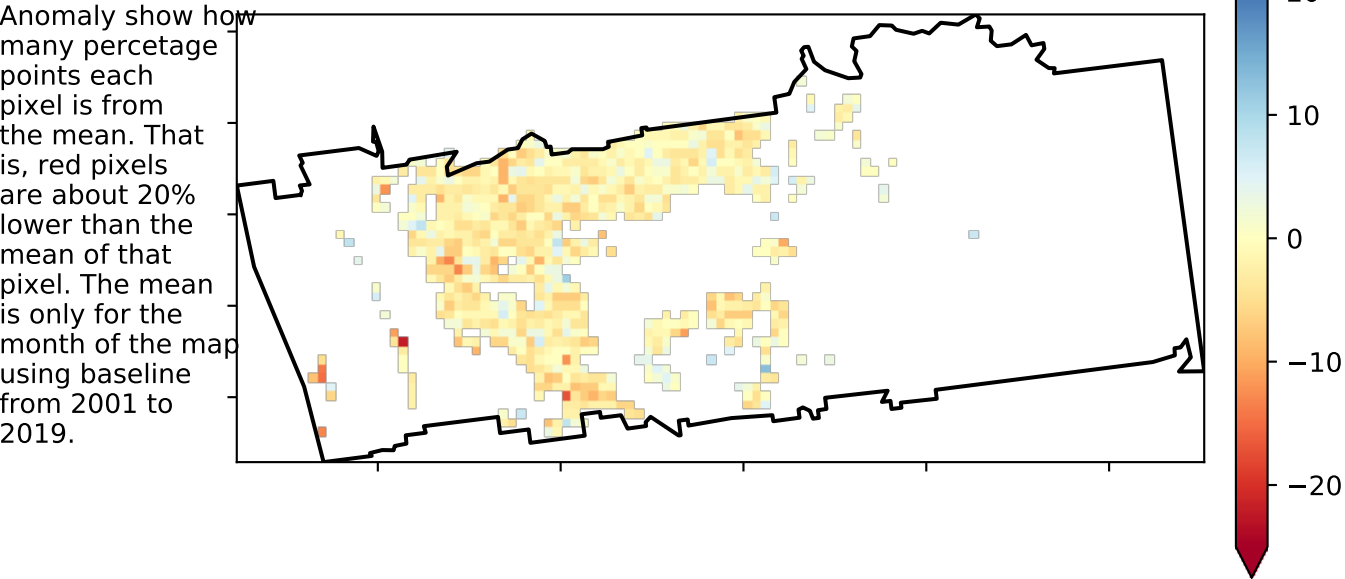 Anomaly show how
many percetage
points each
pixel is from
the mean. That
is, red pixels
are about 20%
lower than the
mean of that
pixel. The mean
is only for the
month of the map
using baseline
from 2001 to
2019.
10
0
−10
−20